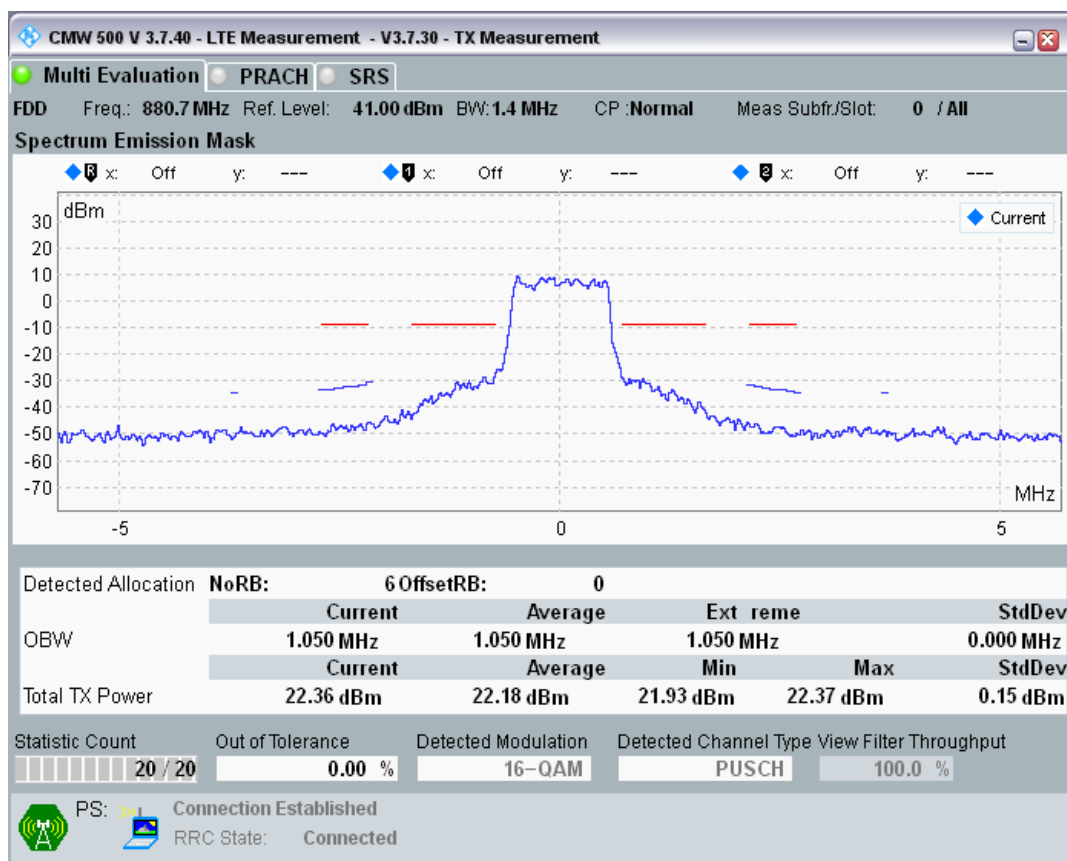 CMW 500 V 3.7.40 - LTE Measurement - V3.7.30 - TX Measurement
Multi Evaluation PRACH SRS
FDD Freq.: 880.7 MHz Ref. Level: 41.00 dBm BW: 1.4 MHz CP :Normal Meas Subfr./Slot: 0 / All
Spectrum Emission Mask
R x: Off y: --- 1 x: Off y: --- 2 x: Off y: ---
dBm
Current
30
20
10
0
-10
-20
-30
-40
-50
-60
-70
MHz
-5 0 5
Detected Allocation NoRB: 6 OffsetRB: 0
Current Average Ext reme StdDev
OBW 1.050 MHz 1.050 MHz 1.050 MHz 0.000 MHz
Current Average Min Max StdDev
Total TX Power 22.36 dBm 22.18 dBm 21.93 dBm 22.37 dBm 0.15 dBm
Statistic Count Out of Tolerance Detected Modulation Detected Channel Type View Filter Throughput
20 / 20 0.00 % 16-QAM PUSCH 100.0 %
PS: Connection Established
RRC State: Connected